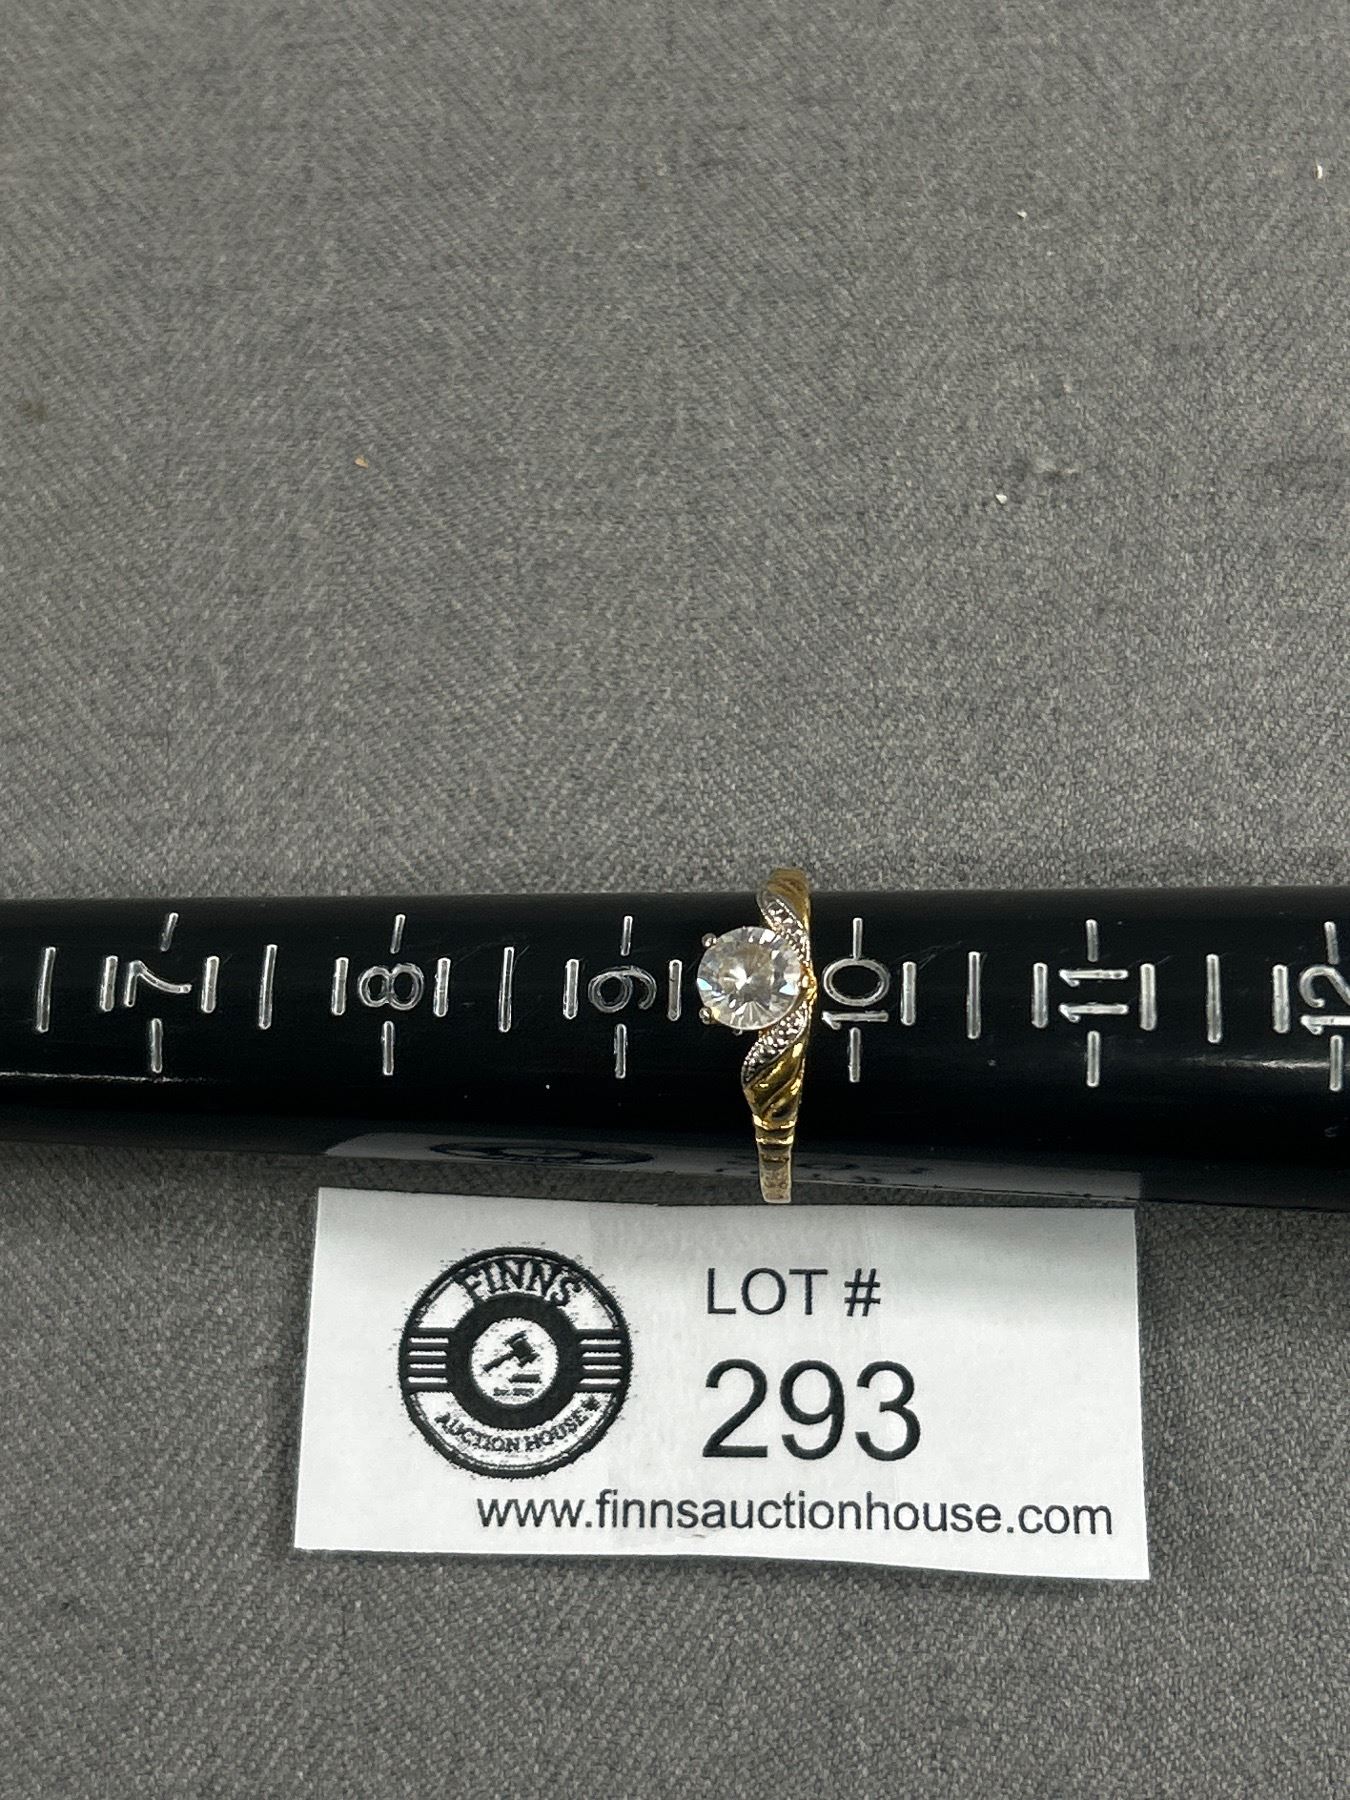 7 8 9 10 11 12
FINNS
AUCTION HOUSE
LOT #
293
www.finnsauctionhouse.com